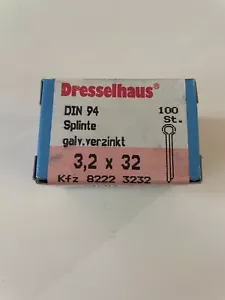 Dresselhaus®
DIN 94
100
Splinte
St.
galv.verzinkt
3,2 x 32
Kfz 8222 3232